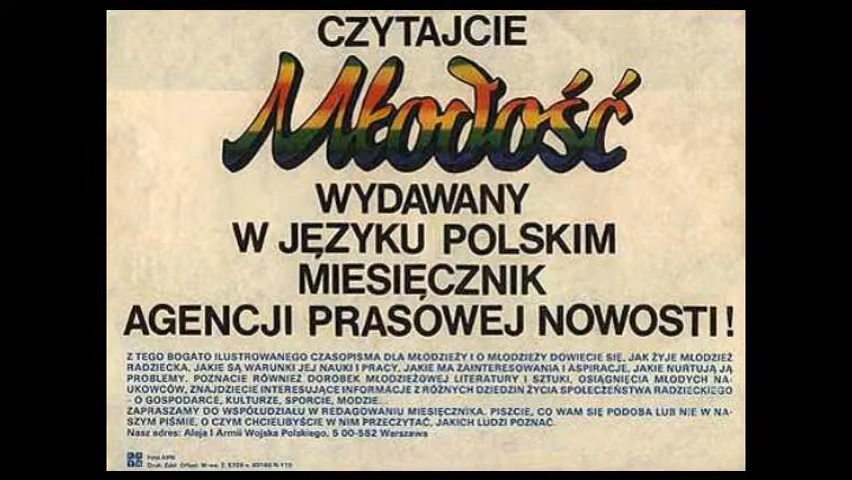 CZYTAJCIE
Młodość
WYDAWANY
W JĘZYKU POLSKIM
MIESIĘCZNIK
AGENCJI PRASOWEJ NOWOSTI!
Z TEGO BOGATO ILUSTROWANEGO CZASOPISMA DLA MŁODZIEŻY I O MŁODZIEŻY DOWIECIE SIĘ, JAK ŻYJE MŁODZIEŻ
RADZIECKA, JAKIE SĄ WARUNKI JEJ NAUKI I PRACY, JAKIE MA ZAINTERESOWANIA I ASPIRACJE, JAKIE NURTUJĄ JĄ
PROBLEMY. POZNACIE RÓWNIEŻ DOROBEK MŁODZIEŻOWEJ LITERATURY I SZTUKI, OSIĄGNIĘCIA MŁODYCH NA-
UKOWCÓW, ZNAJDZIECIE INTERESUJĄCE INFORMACJE Z RÓŻNYCH DZIEDZIN ŻYCIA SPOŁECZEŃSTWA RADZIECKIEGO
– O GOSPODARCE, KULTURZE, SPORCIE, MODZIE...
ZAPRASZAMY DO WSPÓŁUDZIAŁU W REDAGOWANIU MIESIĘCZNIKA. PISZCIE, CO WAM SIĘ PODOBA LUB NIE W NA-
SZYM PIŚMIE, O CZYM CHCIELIBYŚCIE W NIM PRZECZYTAĆ, JAKICH LUDZI POZNAĆ.
Nasz adres: Aleja I Armii Wojska Polskiego, 5 00-582 Warszawa
Druk. Zakł. Offset.